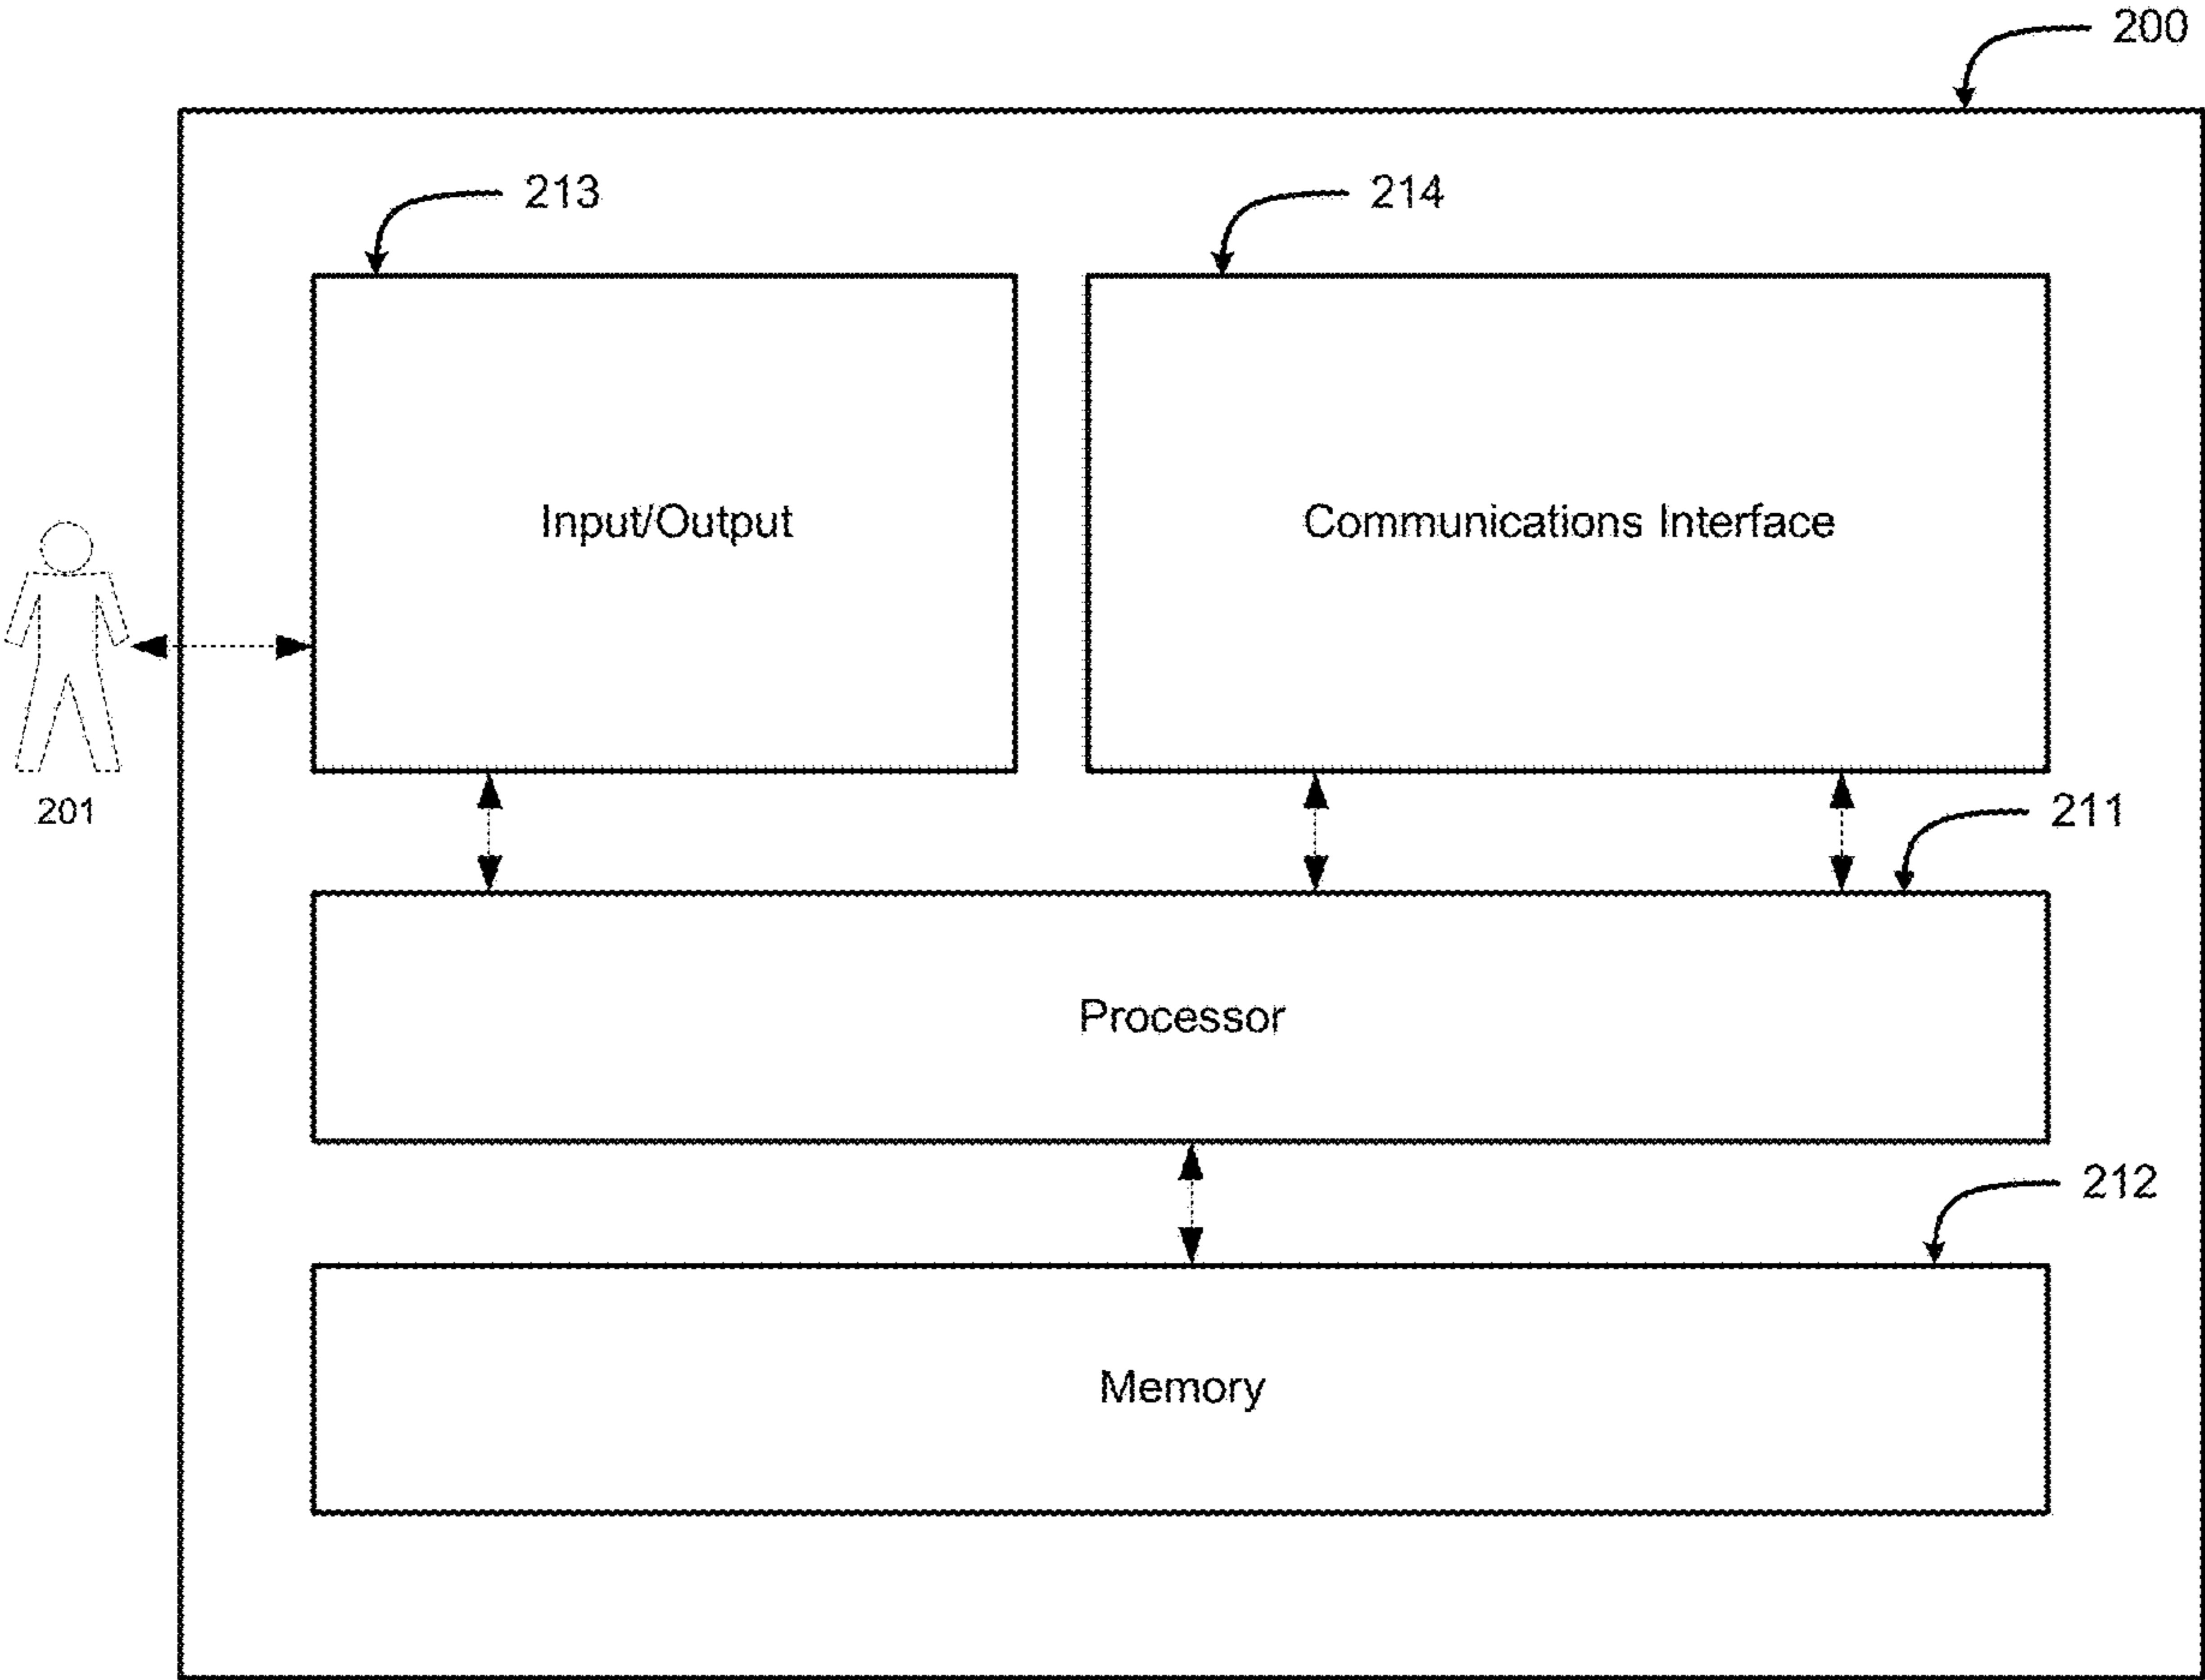 200
213
214
Input/Output
Communications Interface
201
211
Processor
212
Memory